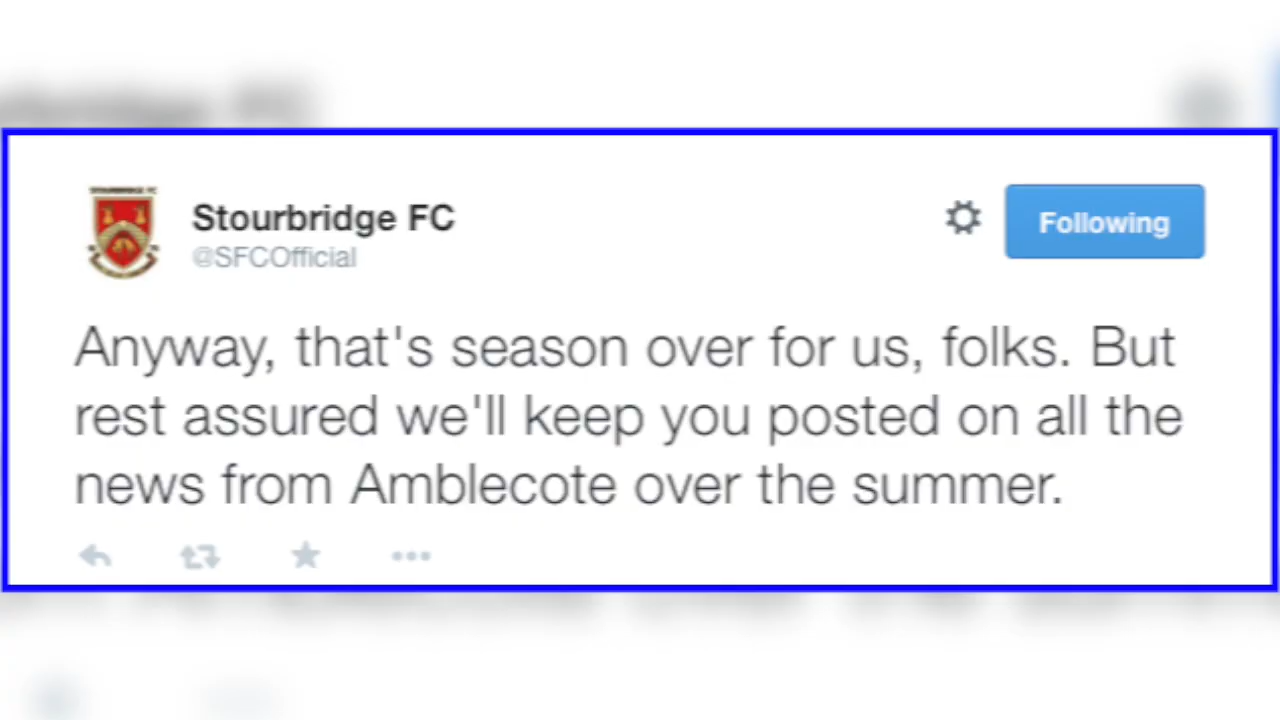 Stourbridge FC
@SFCOfficial
Following
Anyway, that's season over for us, folks. But
rest assured we'll keep you posted on all the
news from Amblecote over the summer.